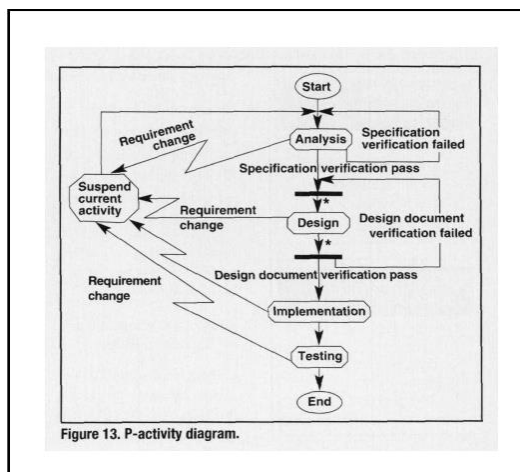 Start
Requirement
change
Analysis
Specification
verification failed
Specification verification pass
Suspend
current
activity
*
Requirement
change
Design
Design document
verification failed
*
Requirement
change
Design document verification pass
Implementation
Testing
End
Figure 13. P-activity diagram.